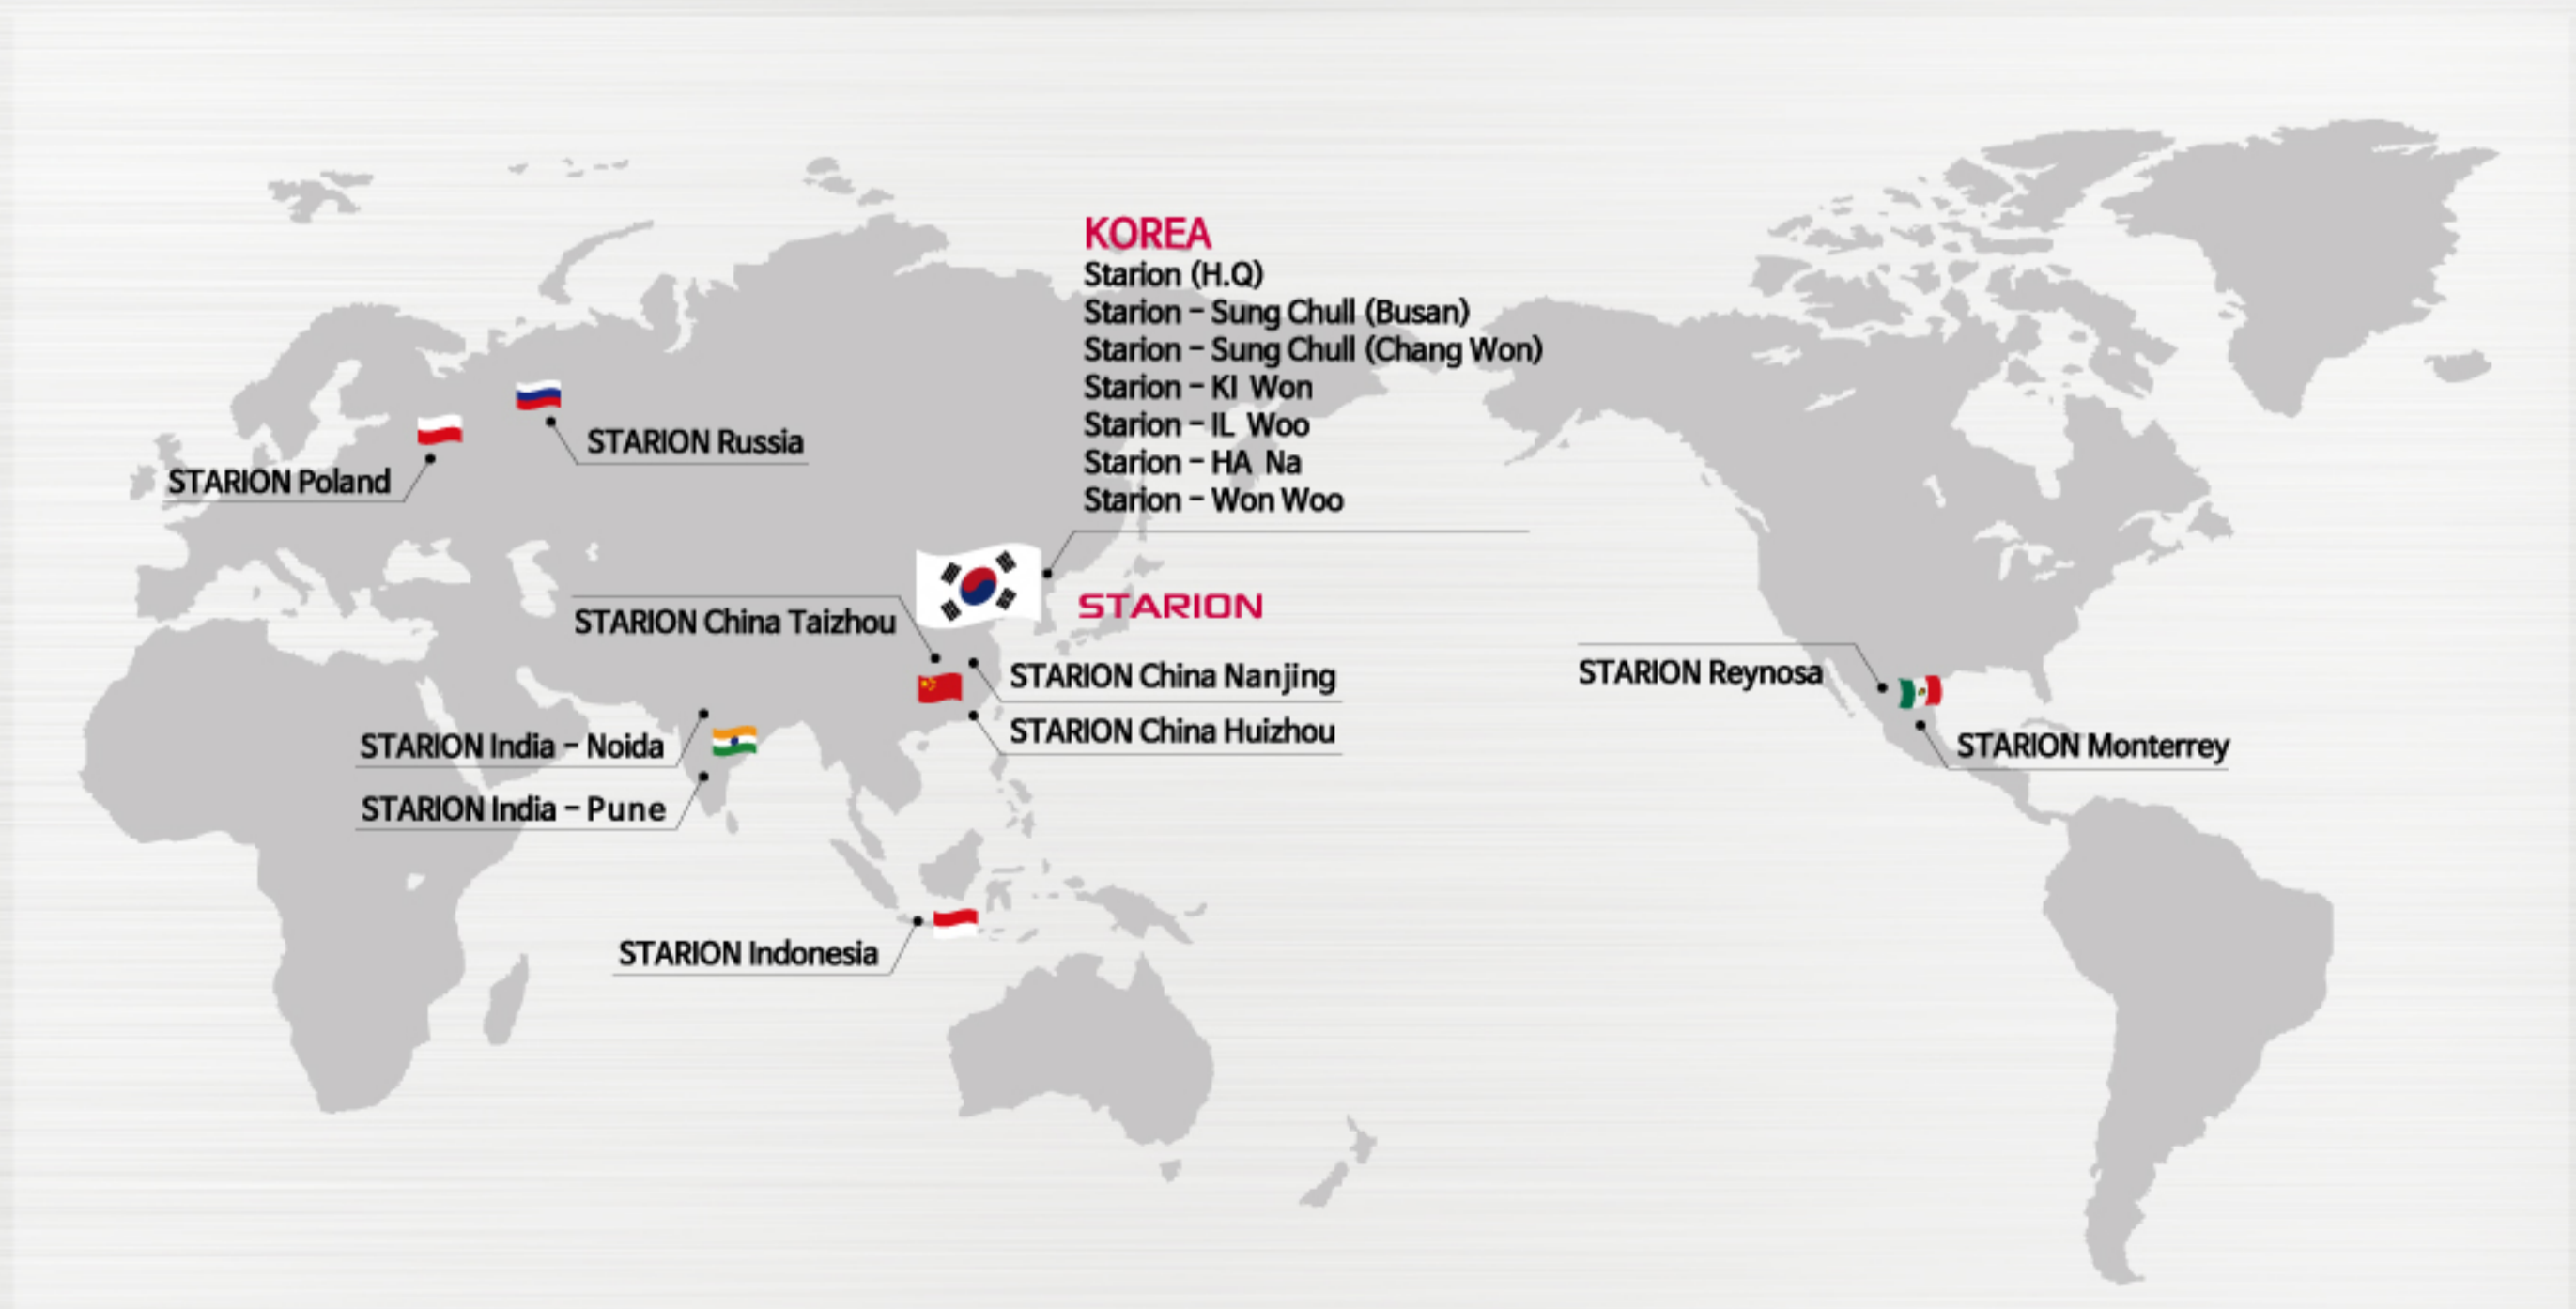 KOREA
Starion (H.Q)
Starion - Sung Chull (Busan)
Starion - Sung Chull (Chang Won)
Starion - KI Won
Starion - IL Woo
Starion - HA Na
Starion - Won Woo
STARION Russia
STARION Poland
STARION
STARION China Taizhou
STARION China Nanjing
STARION Reynosa
STARION China Huizhou
STARION India - Noida
STARION Monterrey
STARION India - Pune
STARION Indonesia